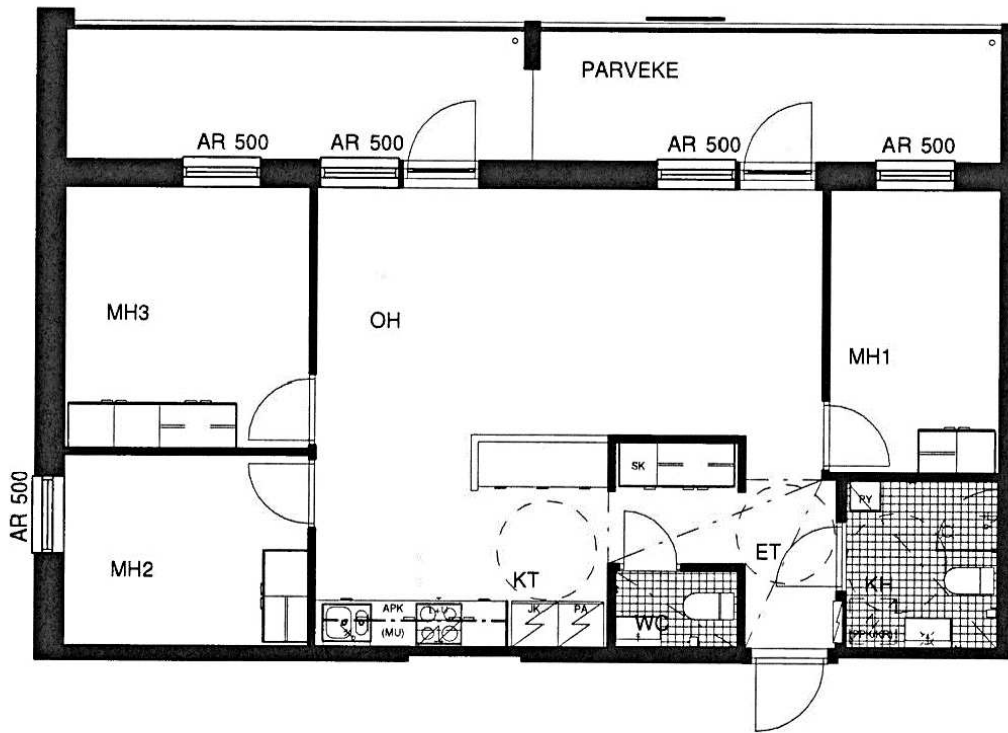 PARVEKE
AR 500
AR 500
AR 500
AR 500
MH3
OH
MH1
SK
AR 500
PY
MH2
KT
ET
KH
APK
(MU)
L+U
JK
PA
WC